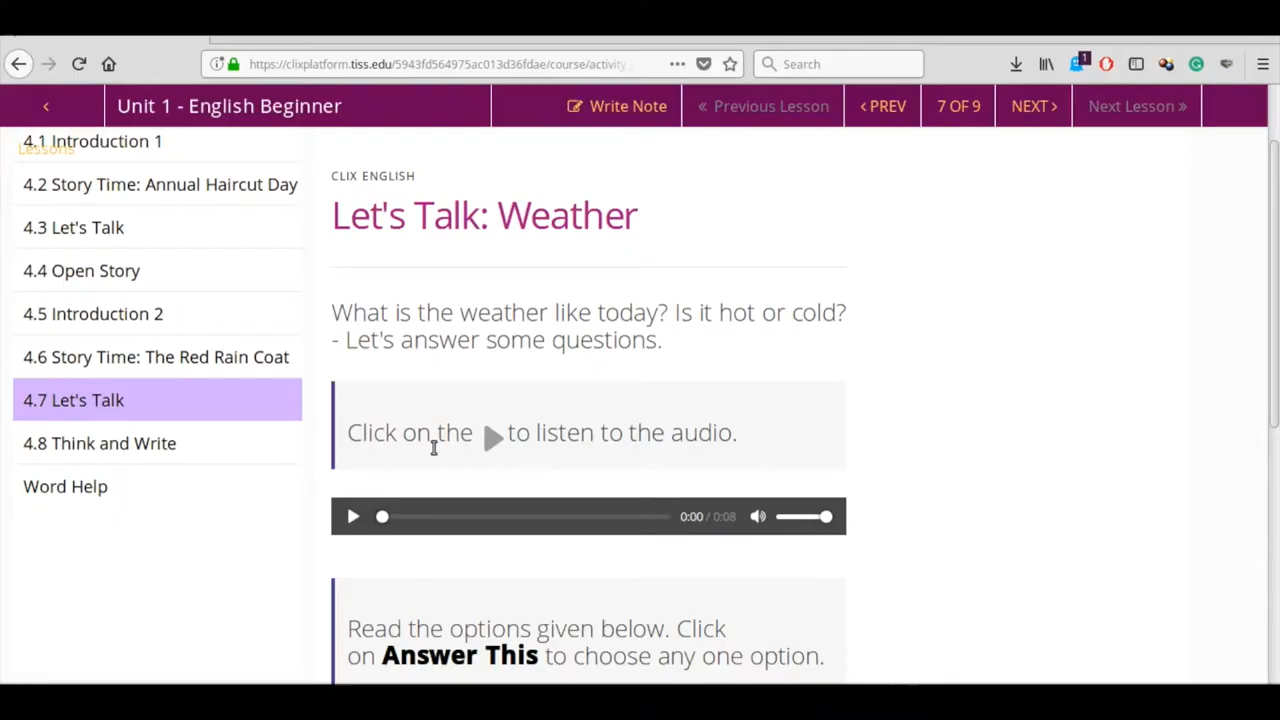 https://clixplatform.tiss.edu/5943fd564975ac013d36fdae/course/activity_
Search
1
Unit 1 - English Beginner
Write Note
« Previous Lesson
‹ PREV
7 OF 9
NEXT ›
Next Lesson »
Lessons
4.1 Introduction 1
4.2 Story Time: Annual Haircut Day
4.3 Let's Talk
4.4 Open Story
4.5 Introduction 2
4.6 Story Time: The Red Rain Coat
4.7 Let's Talk
4.8 Think and Write
Word Help
CLIX ENGLISH
Let's Talk: Weather
What is the weather like today? Is it hot or cold?
- Let's answer some questions.
Click on the to listen to the audio.
0:00 / 0:08
Read the options given below. Click
on Answer This to choose any one option.